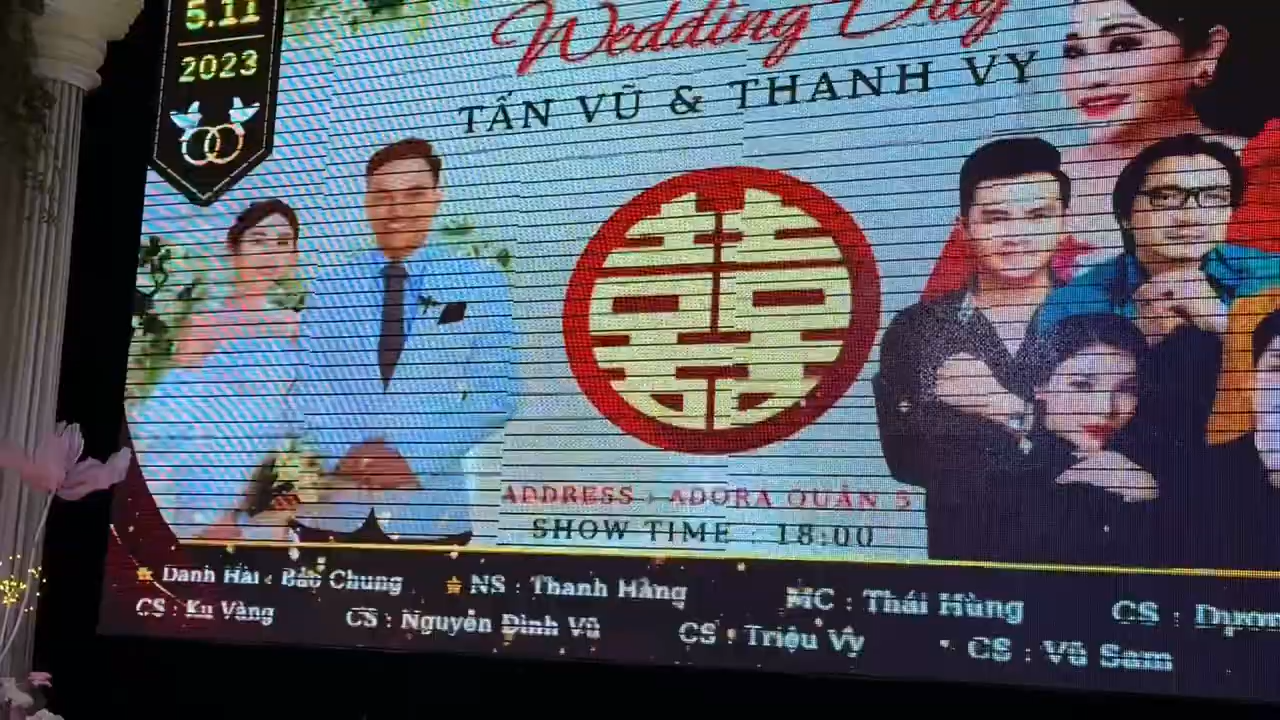 5.11
2023
Wedding Day
TẤN VŨ & THANH VY
囍
ADDRESS : ADORA QUẬN 5
SHOW TIME : 18:00
Danh Hài : Bảo Chung
NS : Thanh Hằng
MC : Thái Hùng
CS :
CS : Ku Vàng
CS : Nguyễn Đình Vũ
CS : Triệu Vy
CS : Vũ Sam